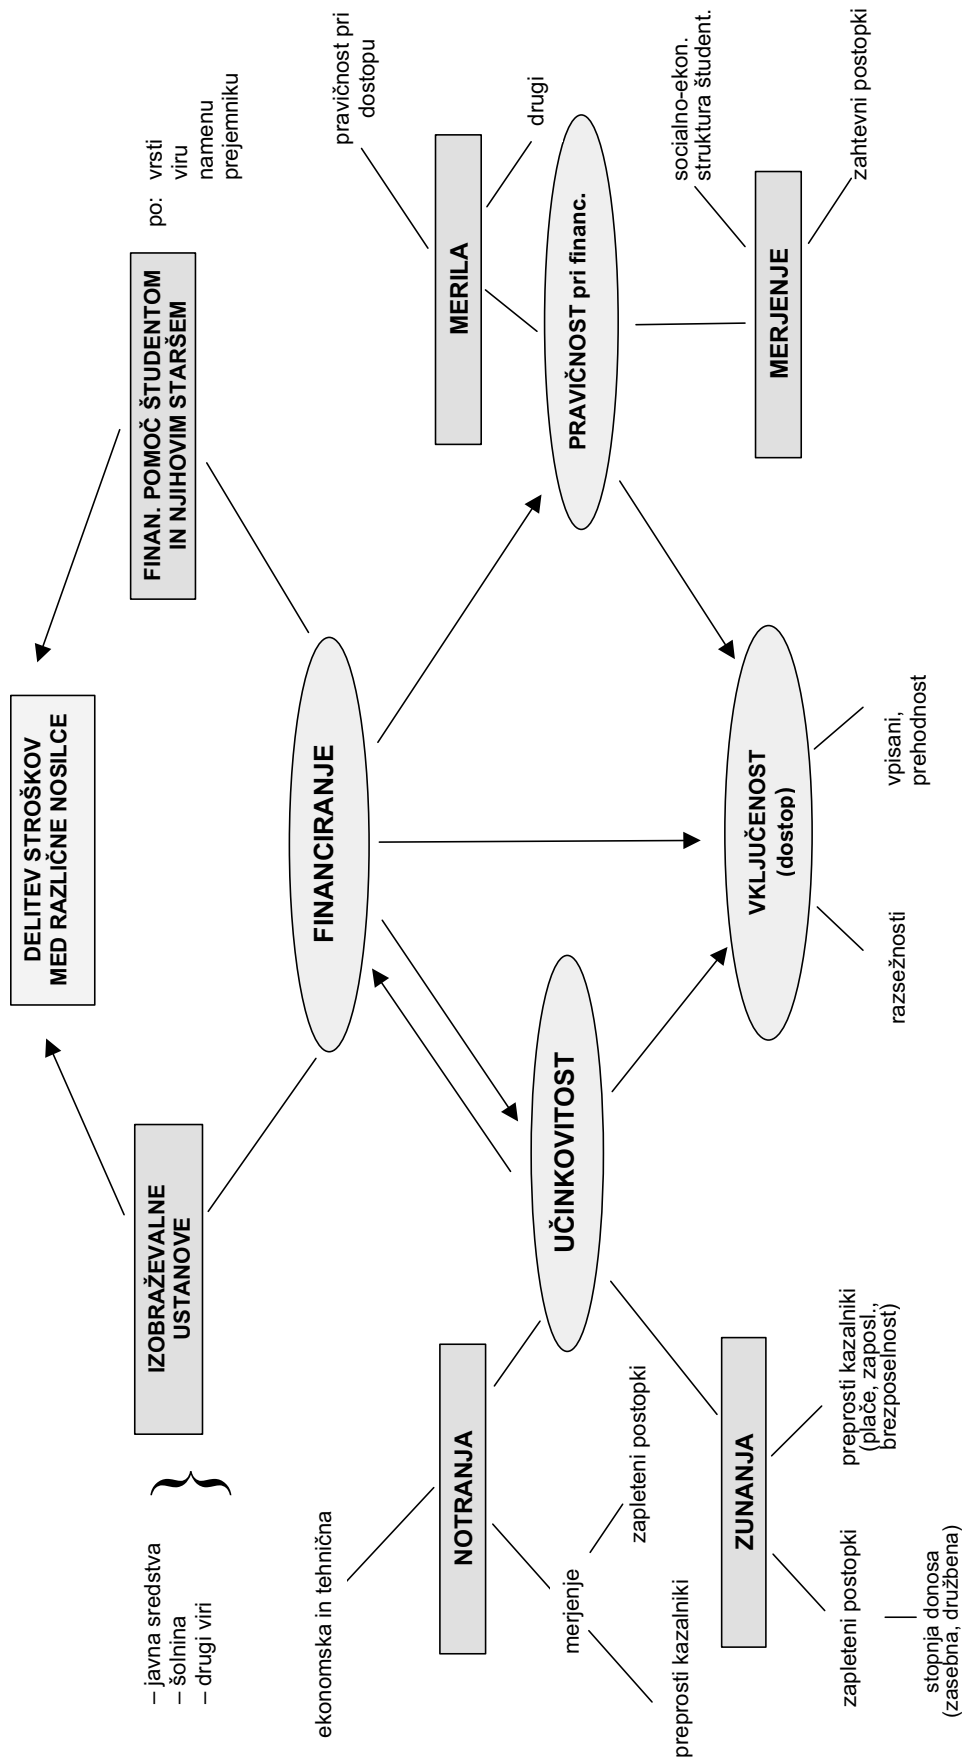 DELITEV STROŠKOV
MED RAZLIČNE NOSILCE
– javna sredstva
– šolnina
– drugi viri
IZOBRAŽEVALNE
USTANOVE
FINAN. POMOČ ŠTUDENTOM
IN NJIHOVIM STARŠEM
po: vrsti
viru
namenu
prejemniku
FINANCIRANJE
ekonomska in tehnična
NOTRANJA
merjenje
zapleteni postopki
preprosti kazalniki
UČINKOVITOST
pravičnost pri
dostopu
MERILA
drugi
PRAVIČNOST pri financ.
socialno-ekon.
struktura študent.
MERJENJE
zahtevni postopki
ZUNANJA
zapleteni postopki
stopnja donosa
(zasebna, družbena)
preprosti kazalniki
(plače, zaposl.,
brezposelnost)
VKLJUČENOST
(dostop)
razsežnosti
vpisani,
prehodnost